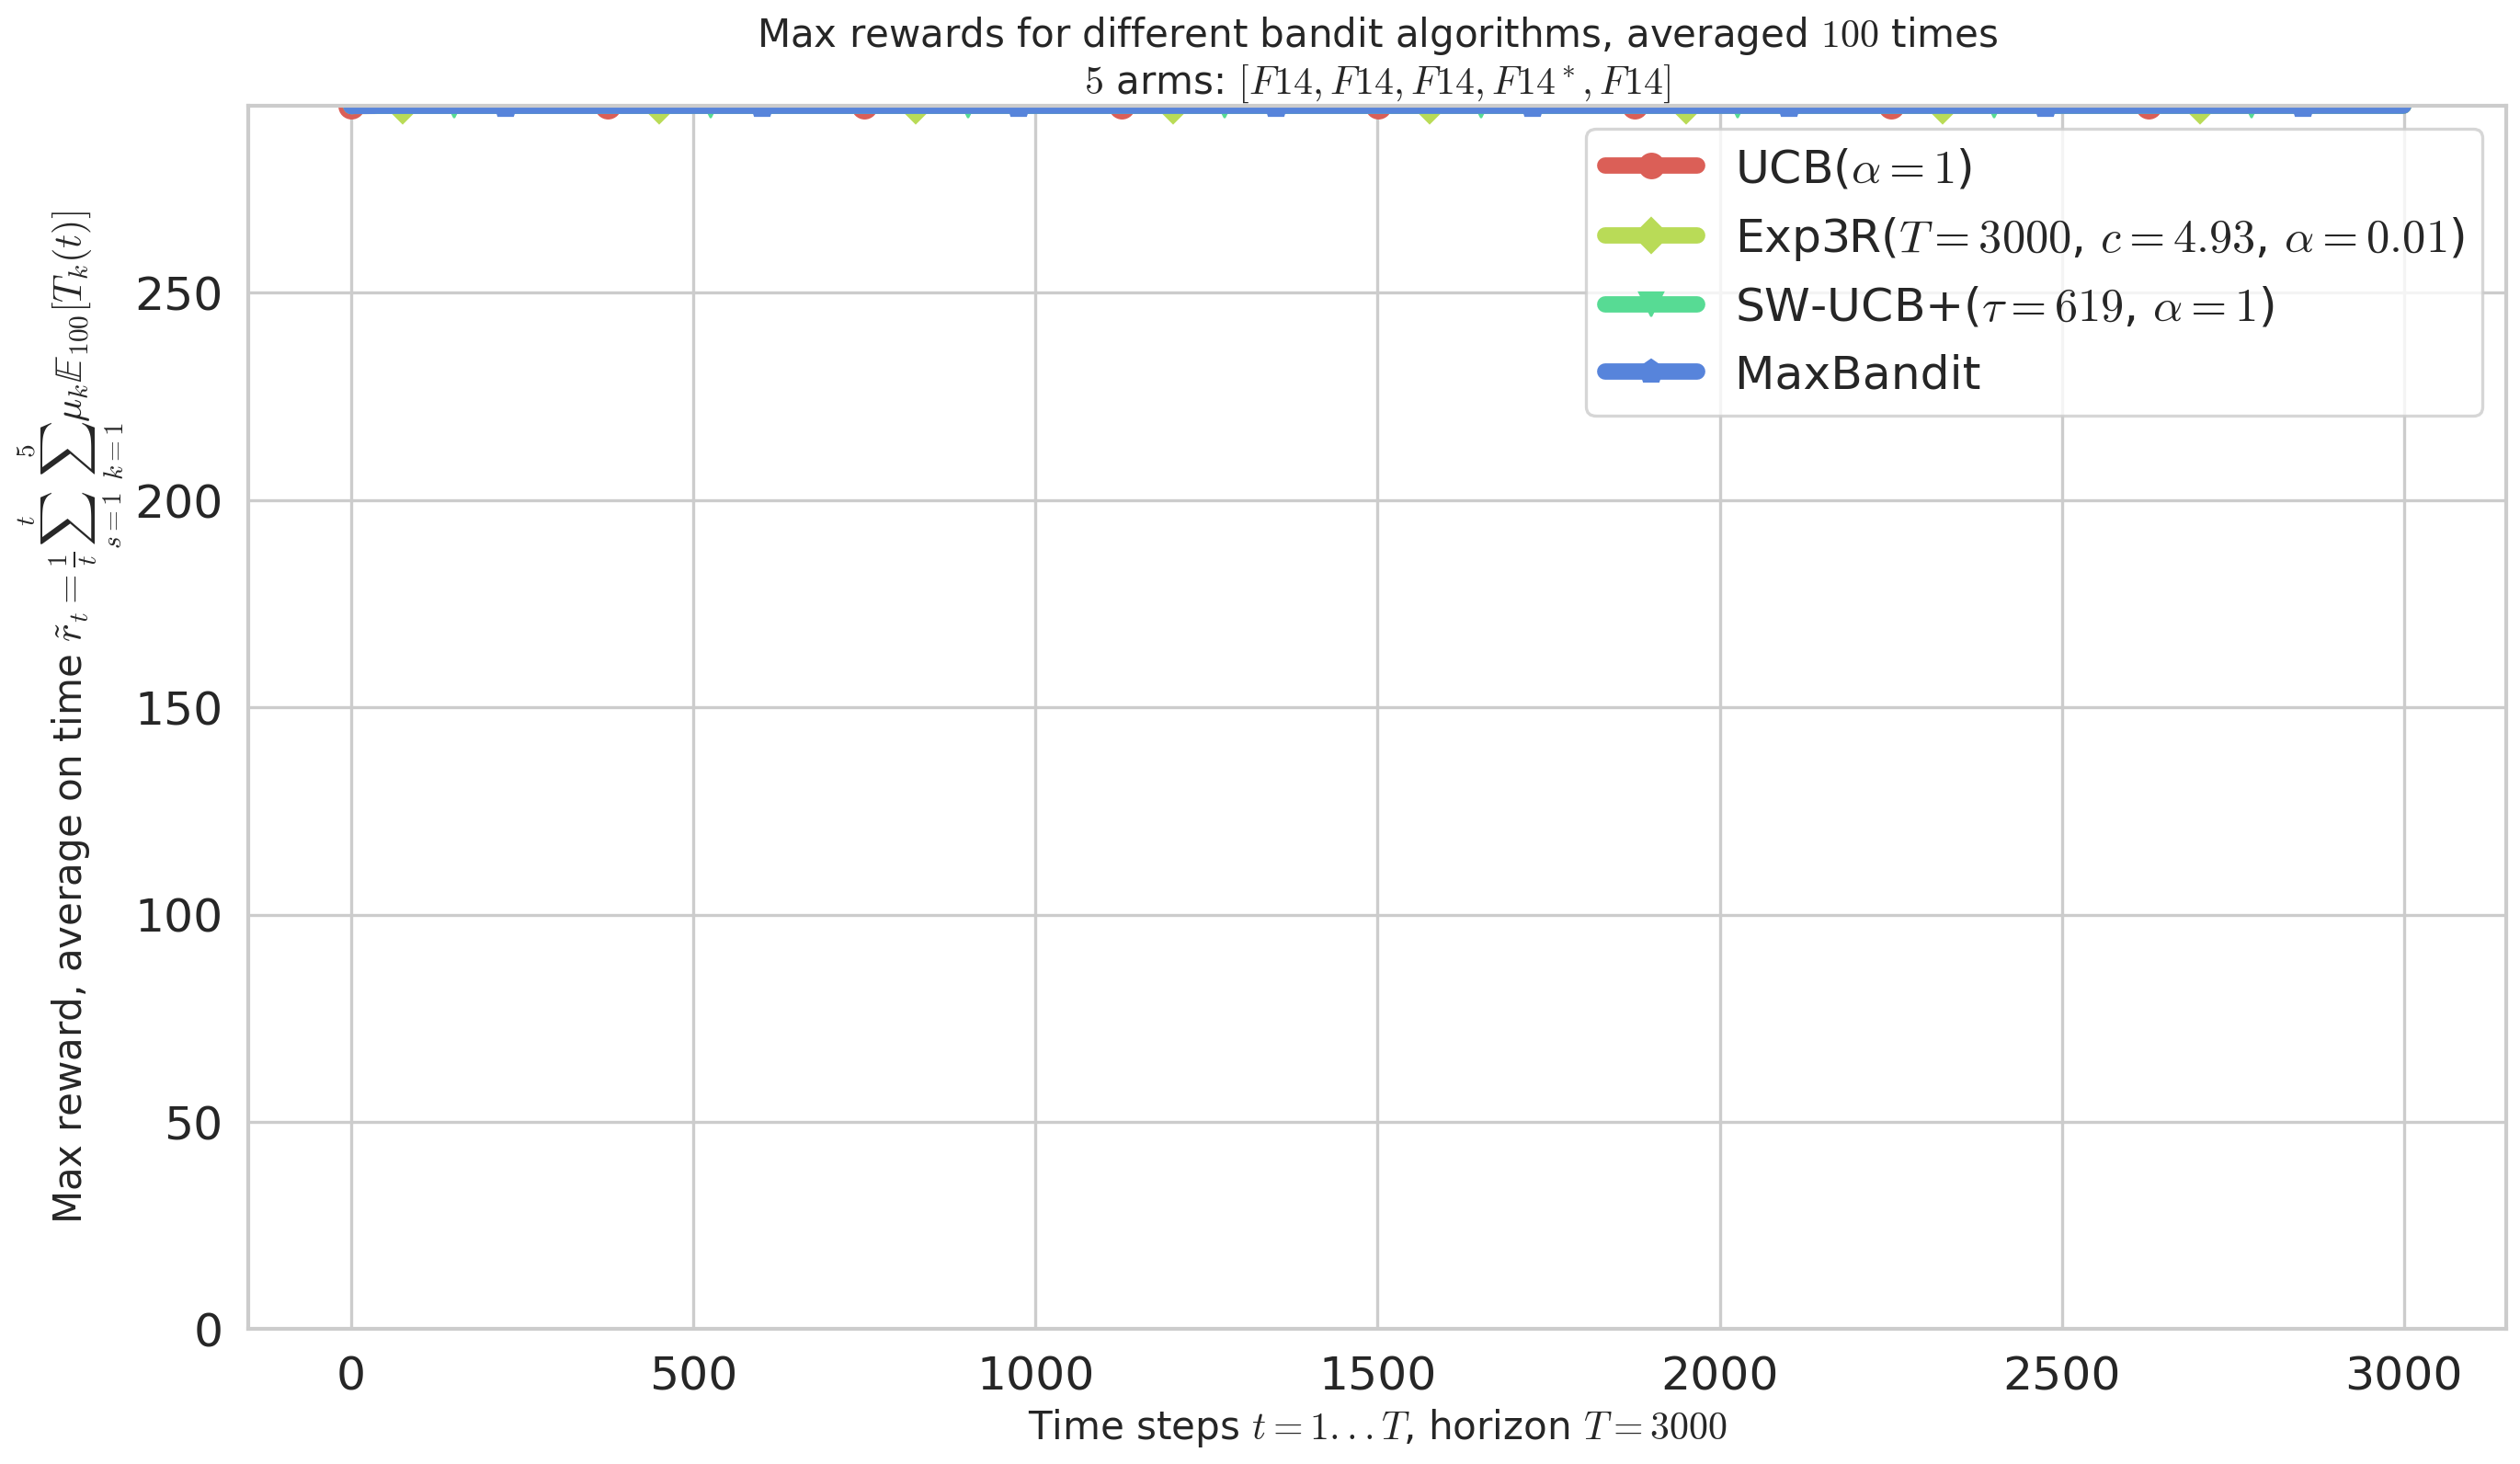 Max rewards for different bandit algorithms, averaged 100 times
5 arms: [F14, F14, F14, F14*, F14]
Max reward, average on time r̃_t = 1/t ∑_{s=1}^{t} ∑_{k=1}^{5} μ_k 𝔼_{100}[T_k(t)]
UCB(α = 1)
Exp3R(T = 3000, c = 4.93, α = 0.01)
SW-UCB+(τ = 619, α = 1)
MaxBandit
250
200
150
100
50
0
0 500 1000 1500 2000 2500 3000
Time steps t = 1...T, horizon T = 3000